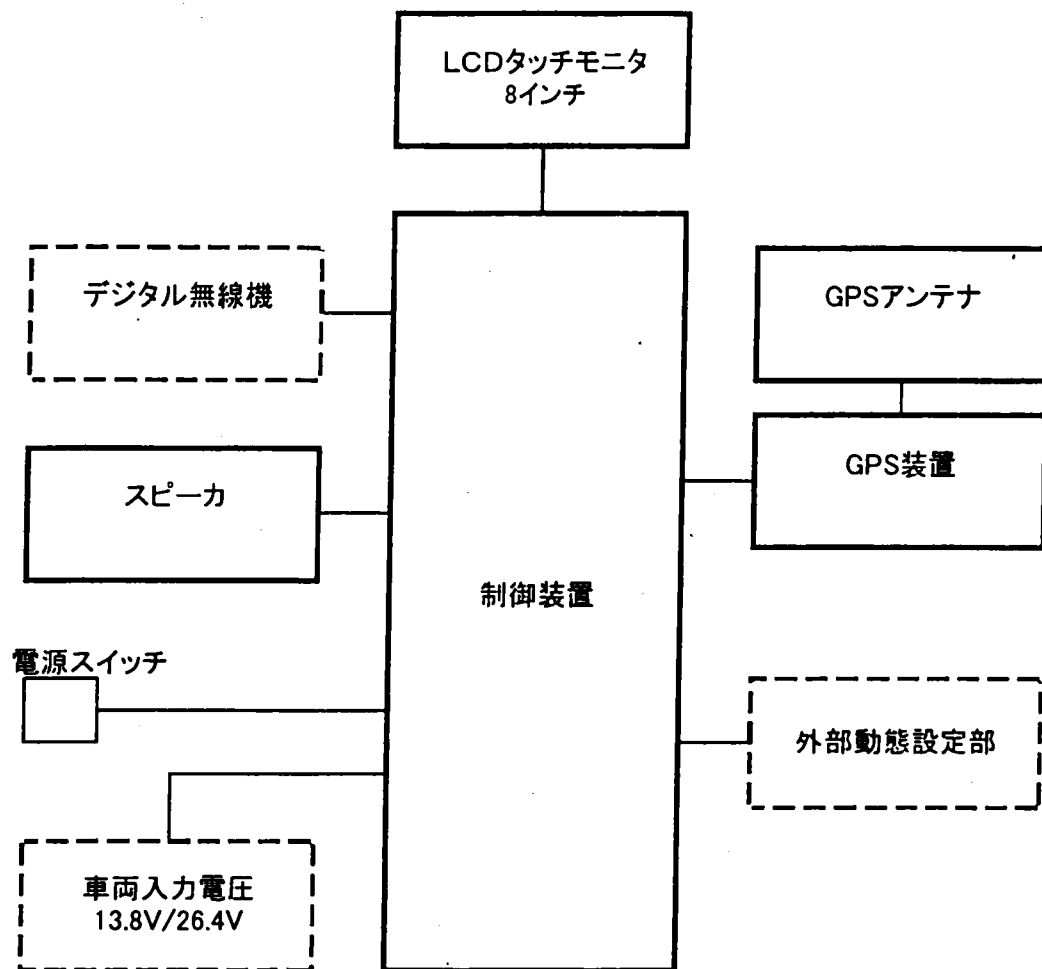 LCDタッチモニタ
8インチ
デジタル無線機
GPSアンテナ
スピーカ
GPS装置
制御装置
電源スイッチ
外部動態設定部
車両入力電圧
13.8V/26.4V